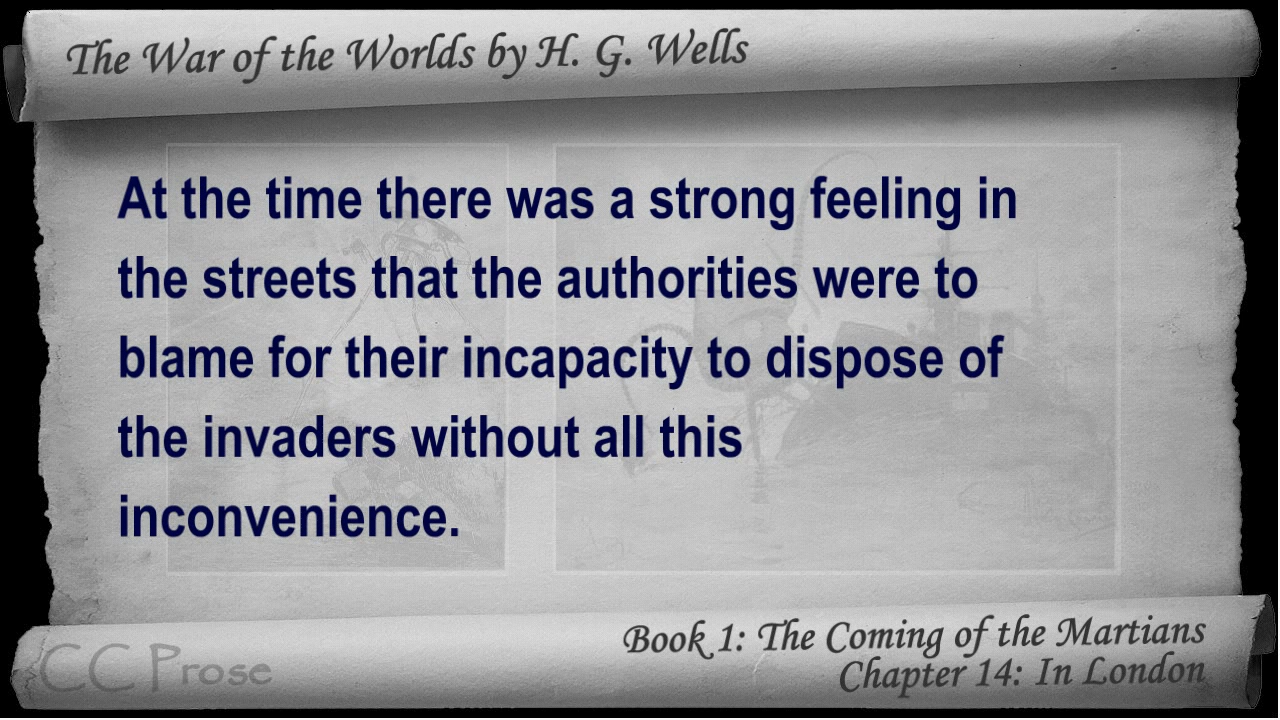 The War of the Worlds by H. G. Wells
At the time there was a strong feeling in
the streets that the authorities were to
blame for their incapacity to dispose of
the invaders without all this
inconvenience.
Book 1: The Coming of the Martians
Chapter 14: In London
CC Prose